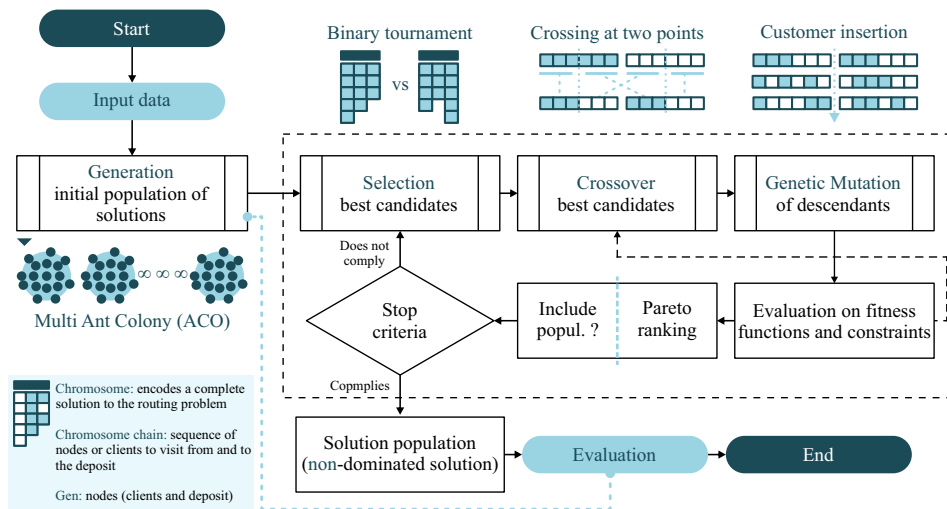 Start
Input data
Generation
initial population of
solutions
∞ ∞ ∞
Multi Ant Colony (ACO)
Binary tournament
vs
Crossing at two points
Customer insertion
Selection
best candidates
Crossover
best candidates
Genetic Mutation
of descendants
Does not
comply
Stop
criteria
Include
popul. ?
Pareto
ranking
Evaluation on fitness
functions and constraints
Copmplies
Solution population
(non-dominated solution)
Evaluation
End
Chromosome: encodes a complete
solution to the routing problem
Chromosome chain: sequence of
nodes or clients to visit from and to
the deposit
Gen: nodes (clients and deposit)